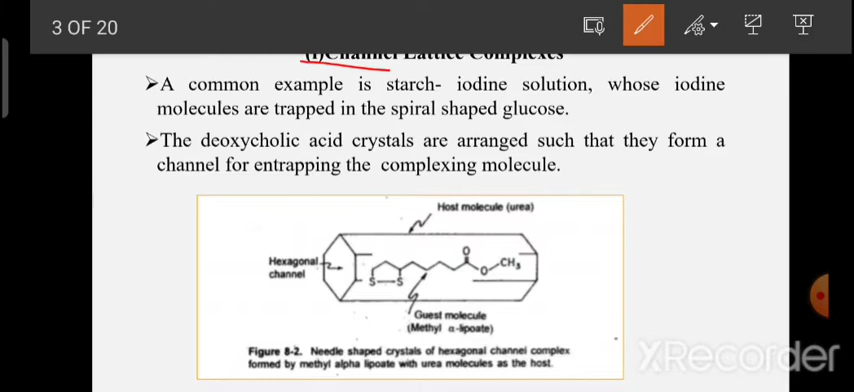 3 OF 20
(I)Channel Lattice Complexes
➢A common example is starch- iodine solution, whose iodine
molecules are trapped in the spiral shaped glucose.
➢The deoxycholic acid crystals are arranged such that they form a
channel for entrapping the complexing molecule.
Host molecule (urea)
Hexagonal
channel
O
O
CH₃
S
S
Guest molecule
(Methyl α-lipoate)
Figure 8-2. Needle shaped crystals of hexagonal channel complex
formed by methyl alpha lipoate with urea molecules as the host.
XRecorder